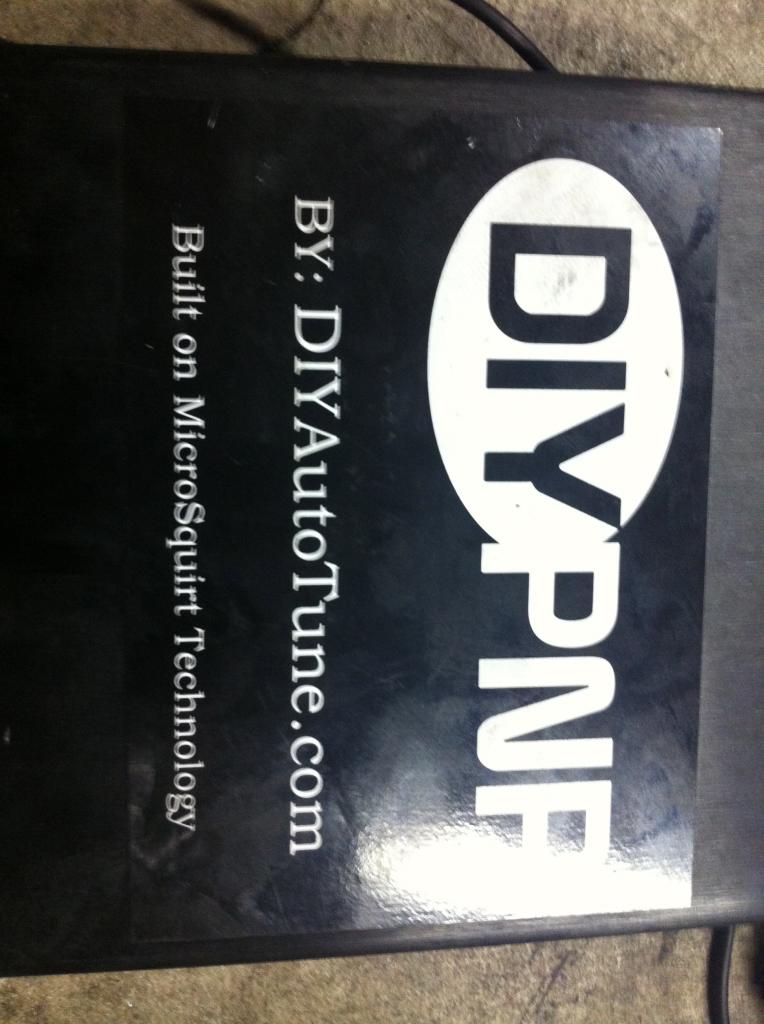 DIYPNP
BY: DIYAutoTune.com
Built on MicroSquirt Technology